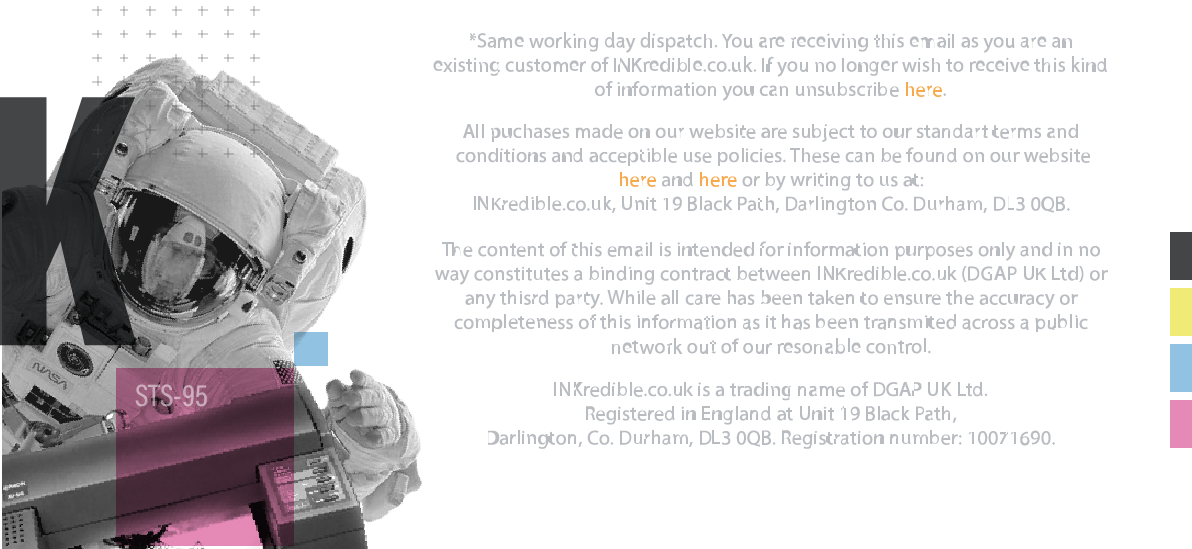 *Same working day dispatch. You are receiving this email as you are an
existing customer of INKredible.co.uk. If you no longer wish to receive this kind
of information you can unsubscribe here.
All puchases made on our website are subject to our standart terms and
conditions and acceptible use policies. These can be found on our website
here and here or by writing to us at:
INKredible.co.uk, Unit 19 Black Path, Darlington Co. Durham, DL3 0QB.
The content of this email is intended for information purposes only and in no
way constitutes a binding contract between INKredible.co.uk (DGAP UK Ltd) or
any thisrd party. While all care has been taken to ensure the accuracy or
completeness of this information as it has been transmited across a public
network out of our resonable control.
INKredible.co.uk is a trading name of DGAP UK Ltd.
Registered in England at Unit 19 Black Path,
Darlington, Co. Durham, DL3 0QB. Registration number: 10071690.
K
NASA
STS-95